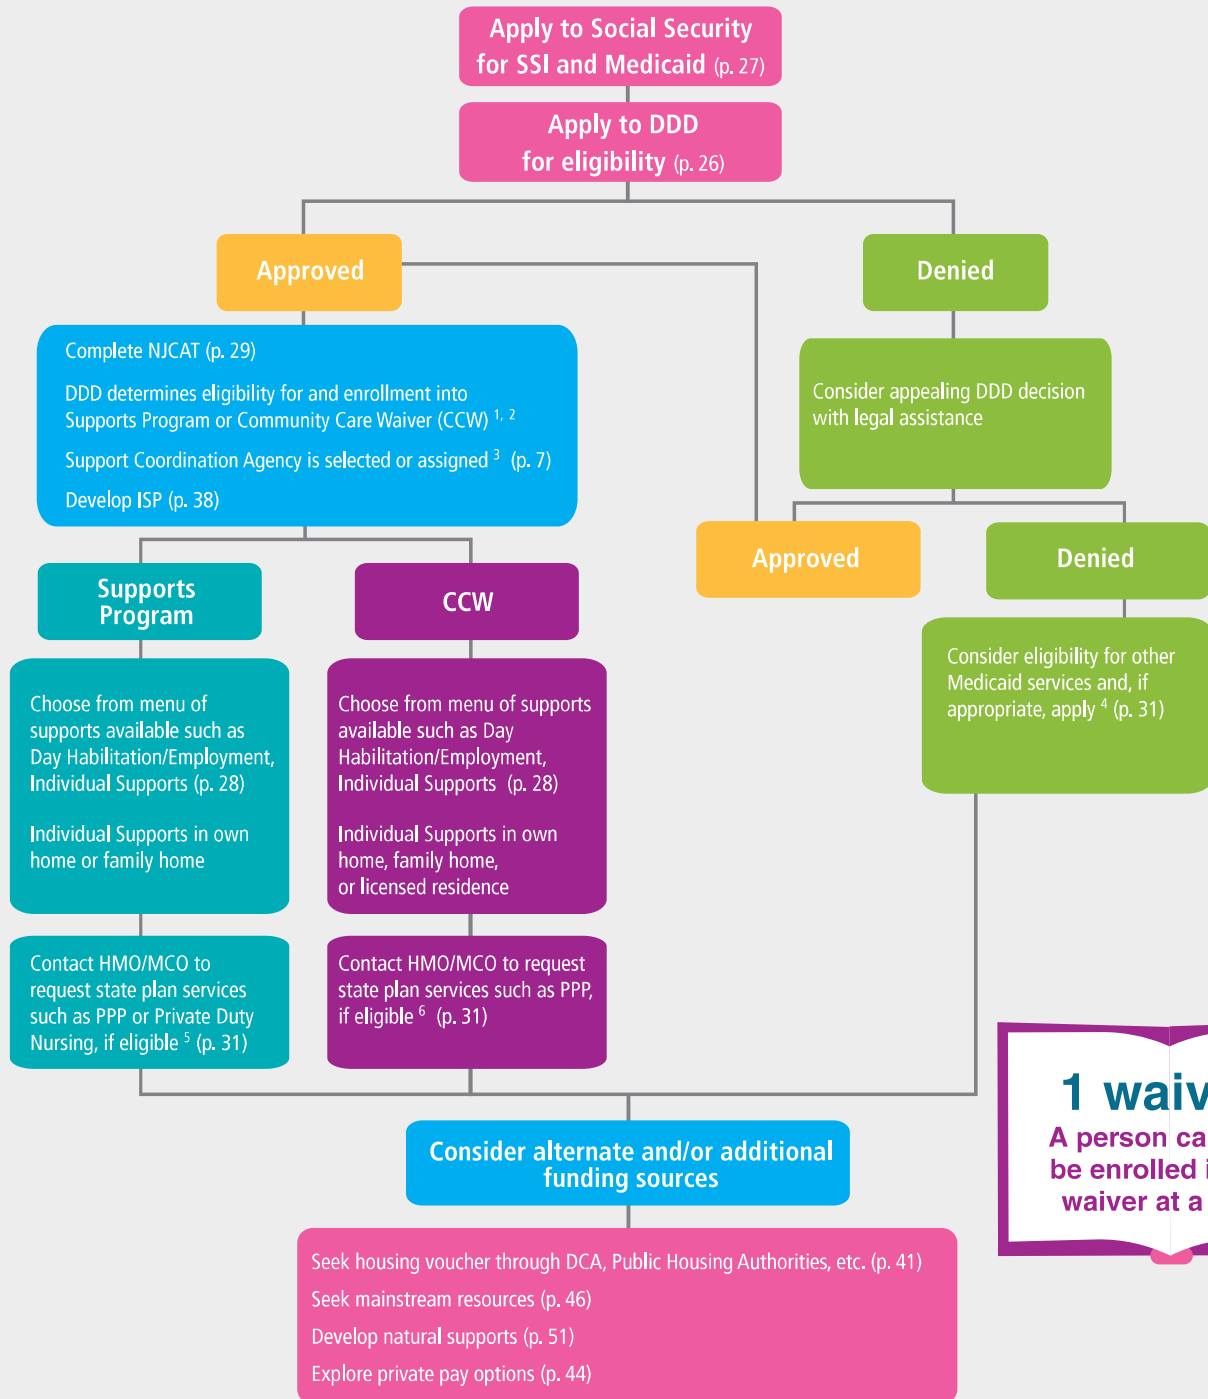 Apply to Social Security
for SSI and Medicaid (p. 27)
Apply to DDD
for eligibility (p. 26)
Approved
Denied
Complete NJCAT (p. 29)
DDD determines eligibility for and enrollment into
Supports Program or Community Care Waiver (CCW) 1, 2
Support Coordination Agency is selected or assigned 3 (p. 7)
Develop ISP (p. 38)
Consider appealing DDD decision
with legal assistance
Approved
Denied
Supports
Program
CCW
Consider eligibility for other
Medicaid services and, if
appropriate, apply 4 (p. 31)
Choose from menu of
supports available such as
Day Habilitation/Employment,
Individual Supports (p. 28)
Individual Supports in own
home or family home
Choose from menu of supports
available such as Day
Habilitation/Employment,
Individual Supports (p. 28)
Individual Supports in own
home, family home,
or licensed residence
Contact HMO/MCO to
request state plan services
such as PPP or Private Duty
Nursing, if eligible 5 (p. 31)
Contact HMO/MCO to request
state plan services such as PPP,
if eligible 6 (p. 31)
1 waiv
A person ca
be enrolled i
waiver at a
Consider alternate and/or additional
funding sources
Seek housing voucher through DCA, Public Housing Authorities, etc. (p. 41)
Seek mainstream resources (p. 46)
Develop natural supports (p. 51)
Explore private pay options (p. 44)